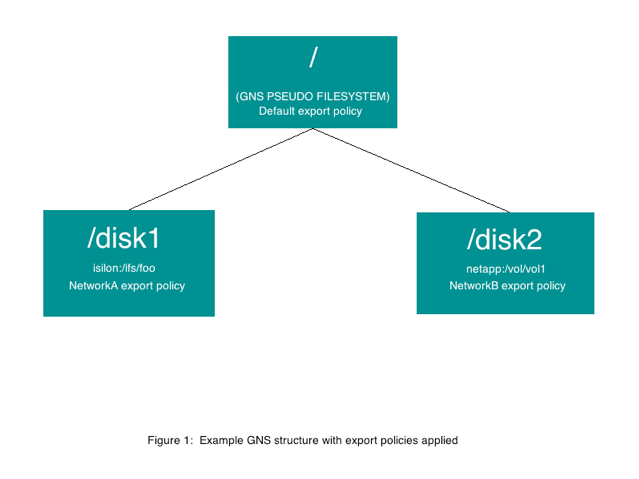 /
(GNS PSEUDO FILESYSTEM)
Default export policy
/disk1
isilon:/ifs/foo
NetworkA export policy
/disk2
netapp:/vol/vol1
NetworkB export policy
Figure 1:  Example GNS structure with export policies applied